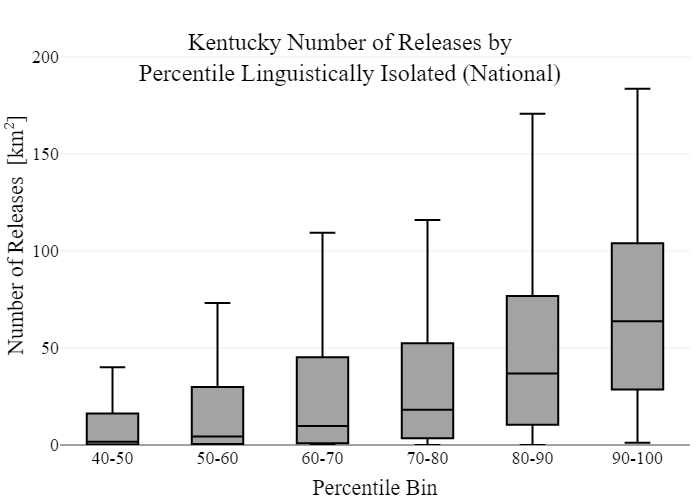 Kentucky Number of Releases by
Percentile Linguistically Isolated (National)
Number of Releases [km²]
200
150
100
50
0
40-50 50-60 60-70 70-80 80-90 90-100
Percentile Bin